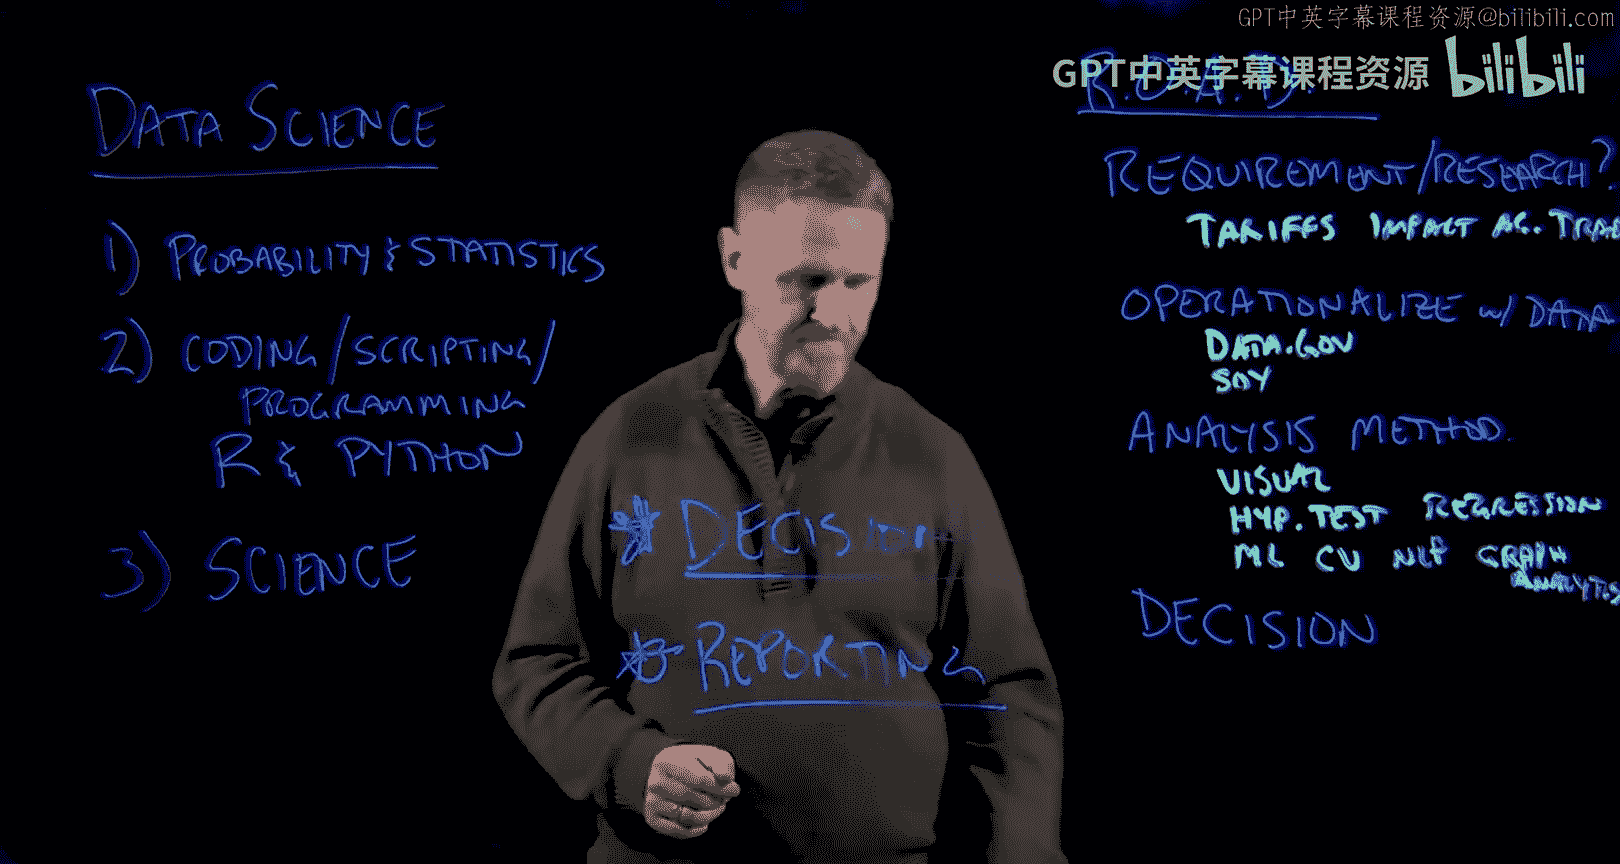 GPT中英字幕课程资源@bilibili.com
GPT中英字幕课程资源 bilibili
DATA SCIENCE
1) PROBABILITY & STATISTICS
2) CODING/SCRIPTING/
PROGRAMMING
R & PYTHON
3) SCIENCE
* DECISION
* REPORTING
R.O.A.D.
REQUIREMENT/RESEARCH?
TARIFFS IMPACT AG. TRAD
OPERATIONALIZE w/ DATA
DATA.GOV
SOY
ANALYSIS METHOD.
VISUAL
HYP. TEST REGRESSION
ML CV NLP GRAPH
ANALYTICS
DECISION